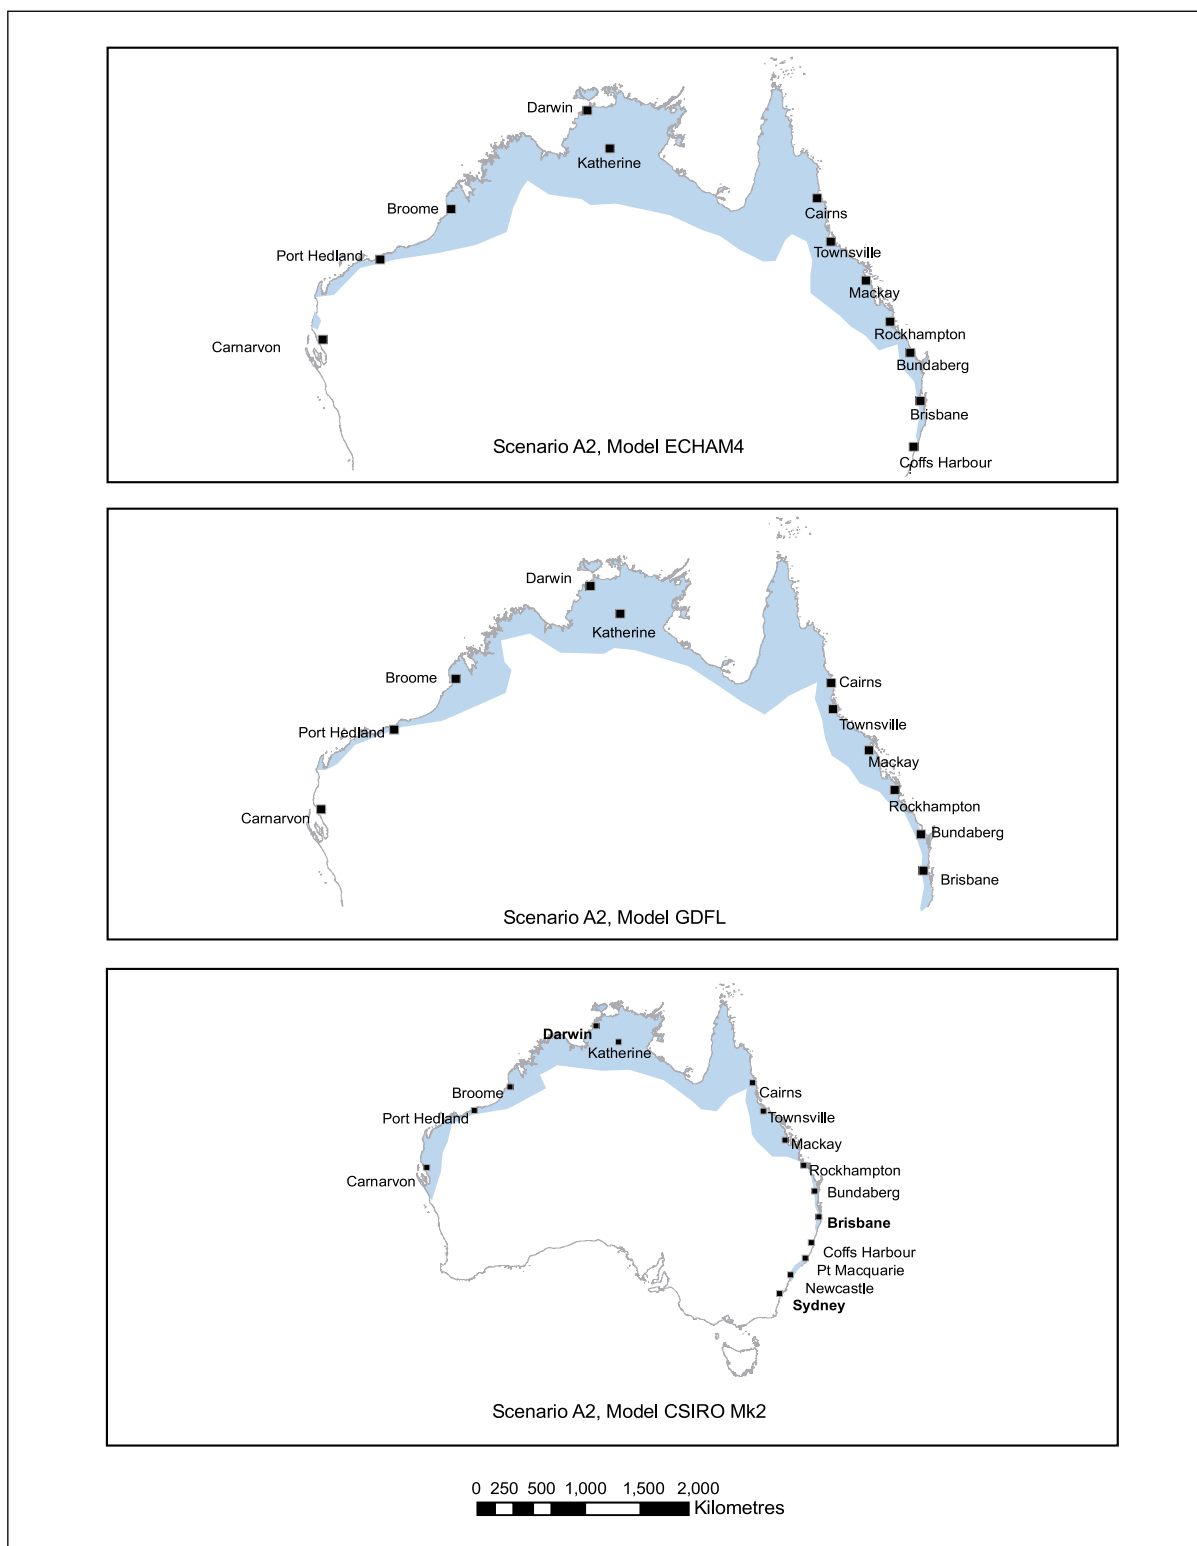 Darwin
Katherine
Broome
Cairns
Port Hedland
Townsville
Mackay
Rockhampton
Carnarvon
Bundaberg
Brisbane
Scenario A2, Model ECHAM4
Coffs Harbour
Darwin
Katherine
Broome
Cairns
Port Hedland
Townsville
Mackay
Rockhampton
Carnarvon
Bundaberg
Brisbane
Scenario A2, Model GDFL
Darwin
Katherine
Broome
Cairns
Port Hedland
Townsville
Mackay
Rockhampton
Carnarvon
Bundaberg
Brisbane
Coffs Harbour
Pt Macquarie
Newcastle
Sydney
Scenario A2, Model CSIRO Mk2
0 250 500 1,000 1,500 2,000
Kilometres